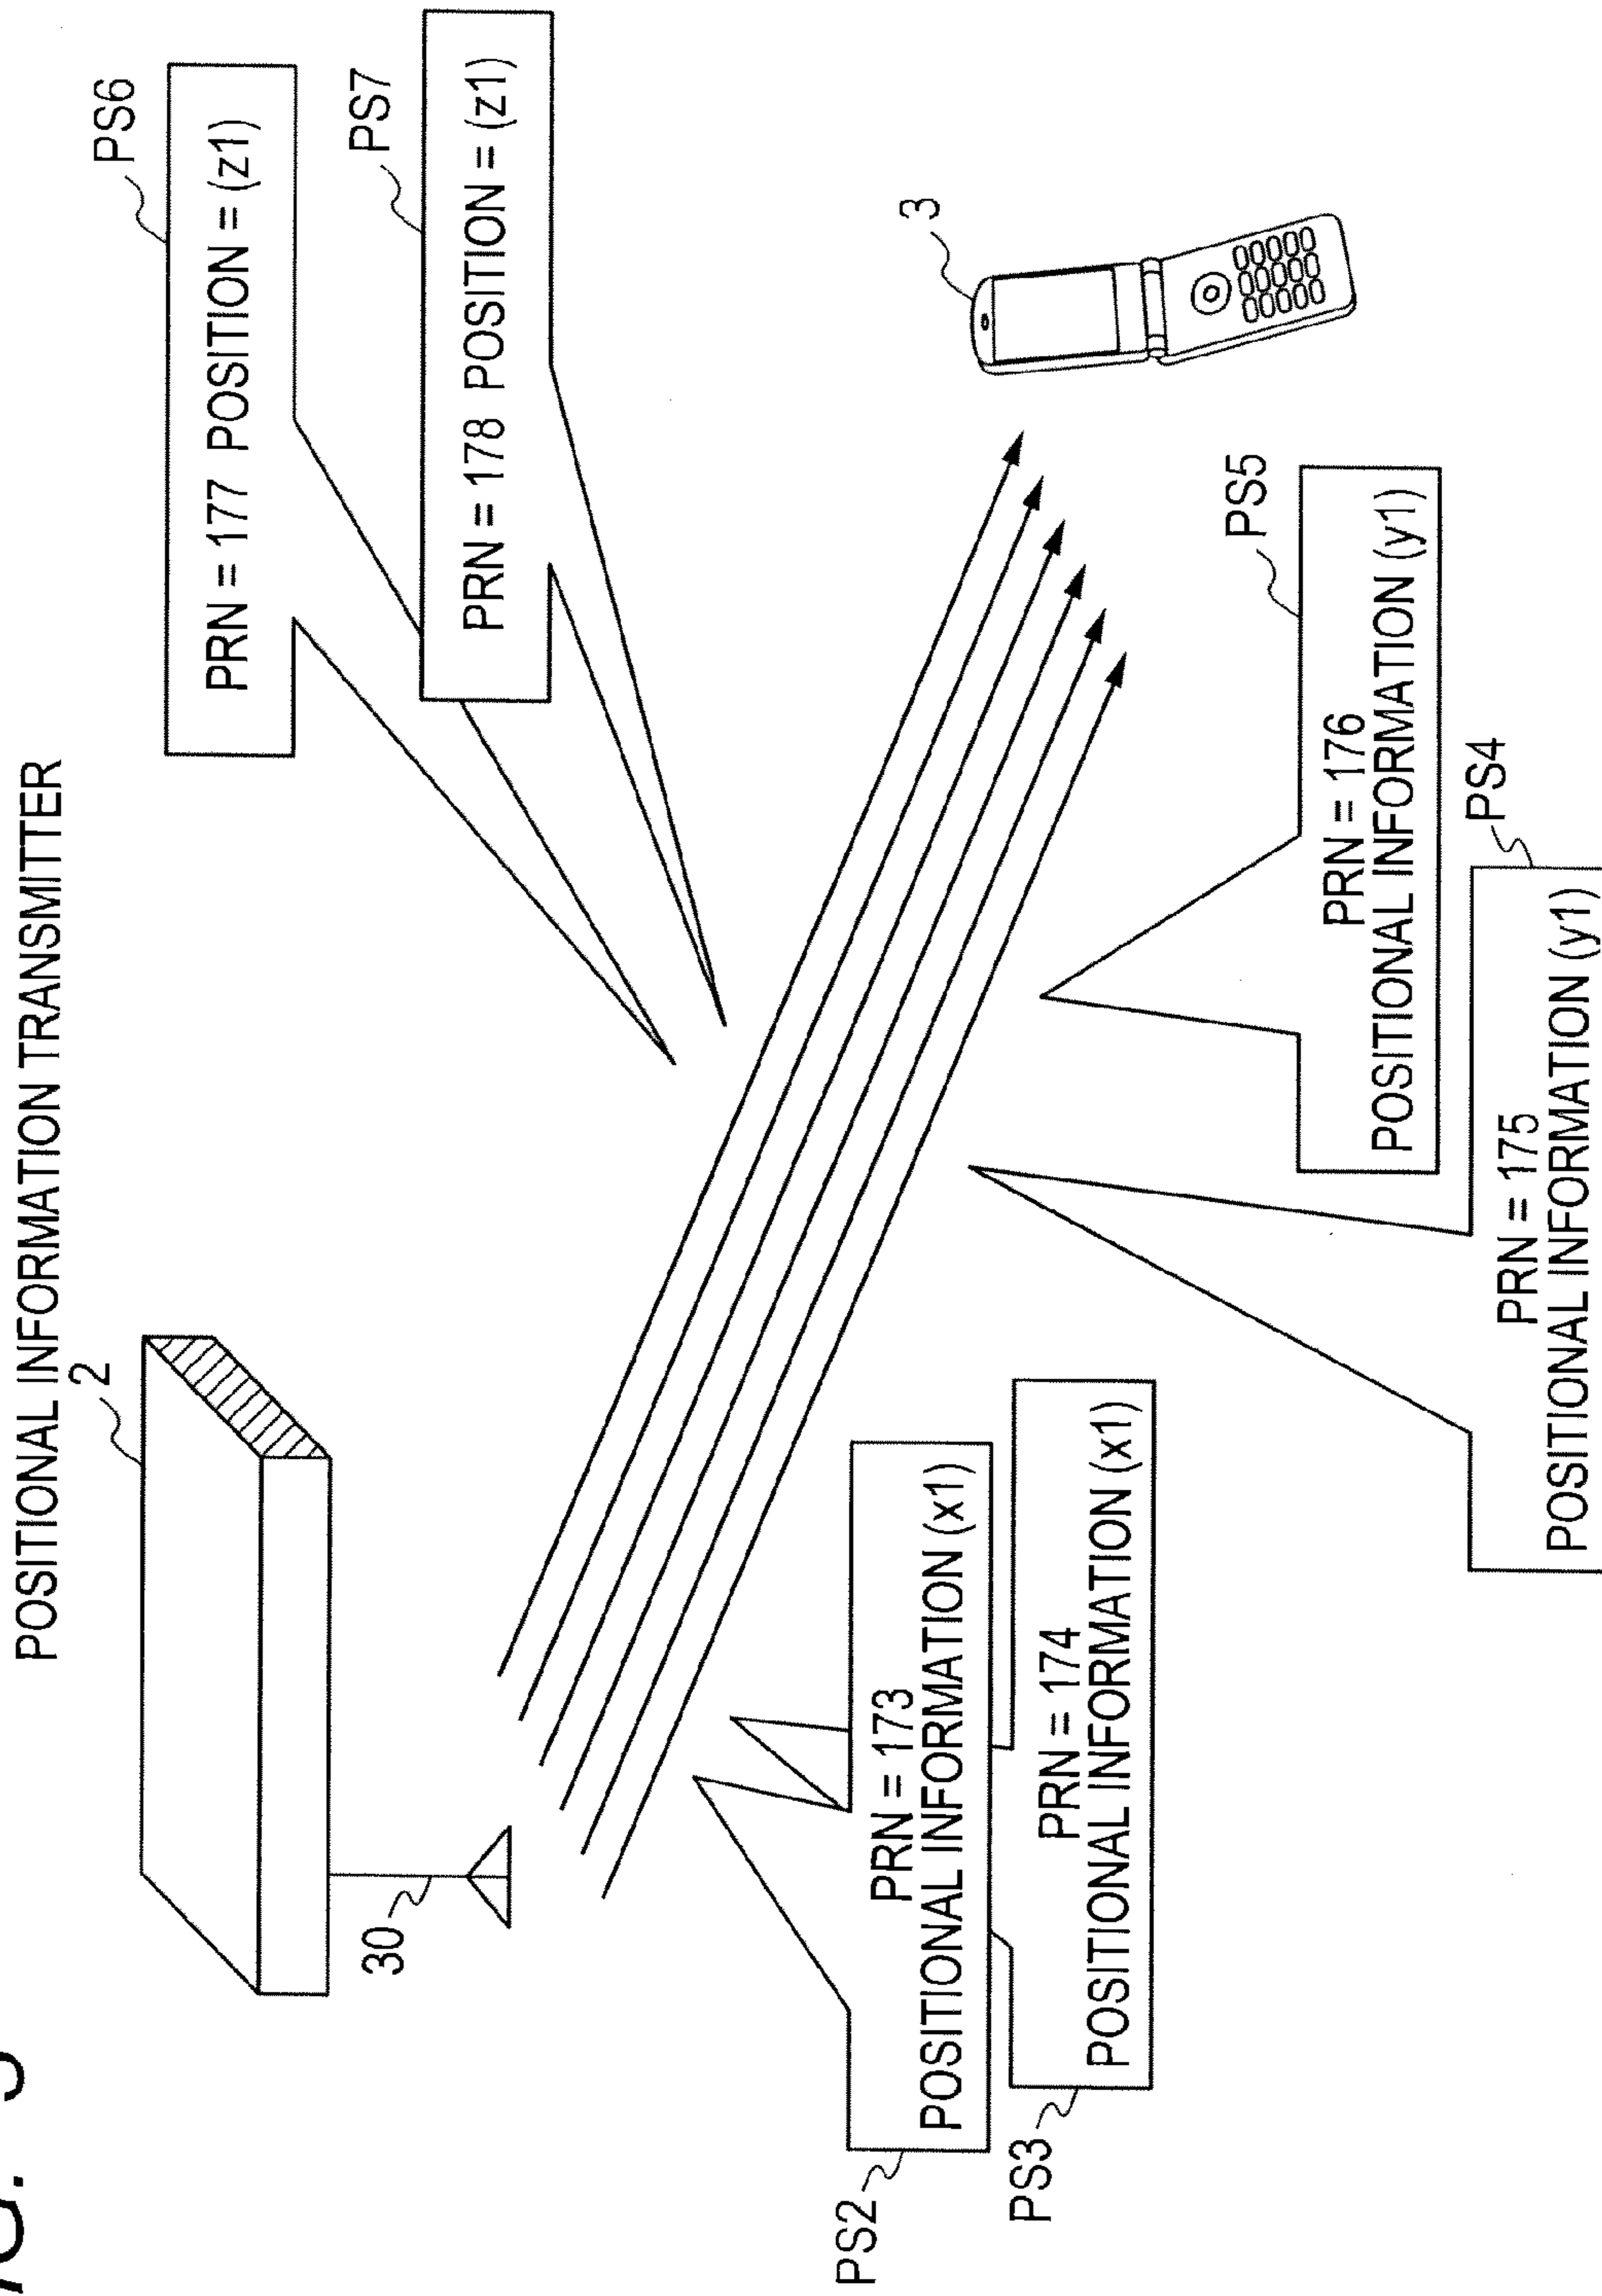 POSITIONAL INFORMATION TRANSMITTER
2
30
PS6
PRN = 177 POSITION = (z1)
PS7
PRN = 178 POSITION = (z1)
3
PS2
PRN = 173
POSITIONAL INFORMATION (x1)
PS3
PRN = 174
POSITIONAL INFORMATION (x1)
PS5
PRN = 176
POSITIONAL INFORMATION (y1)
PS4
PRN = 175
POSITIONAL INFORMATION (y1)